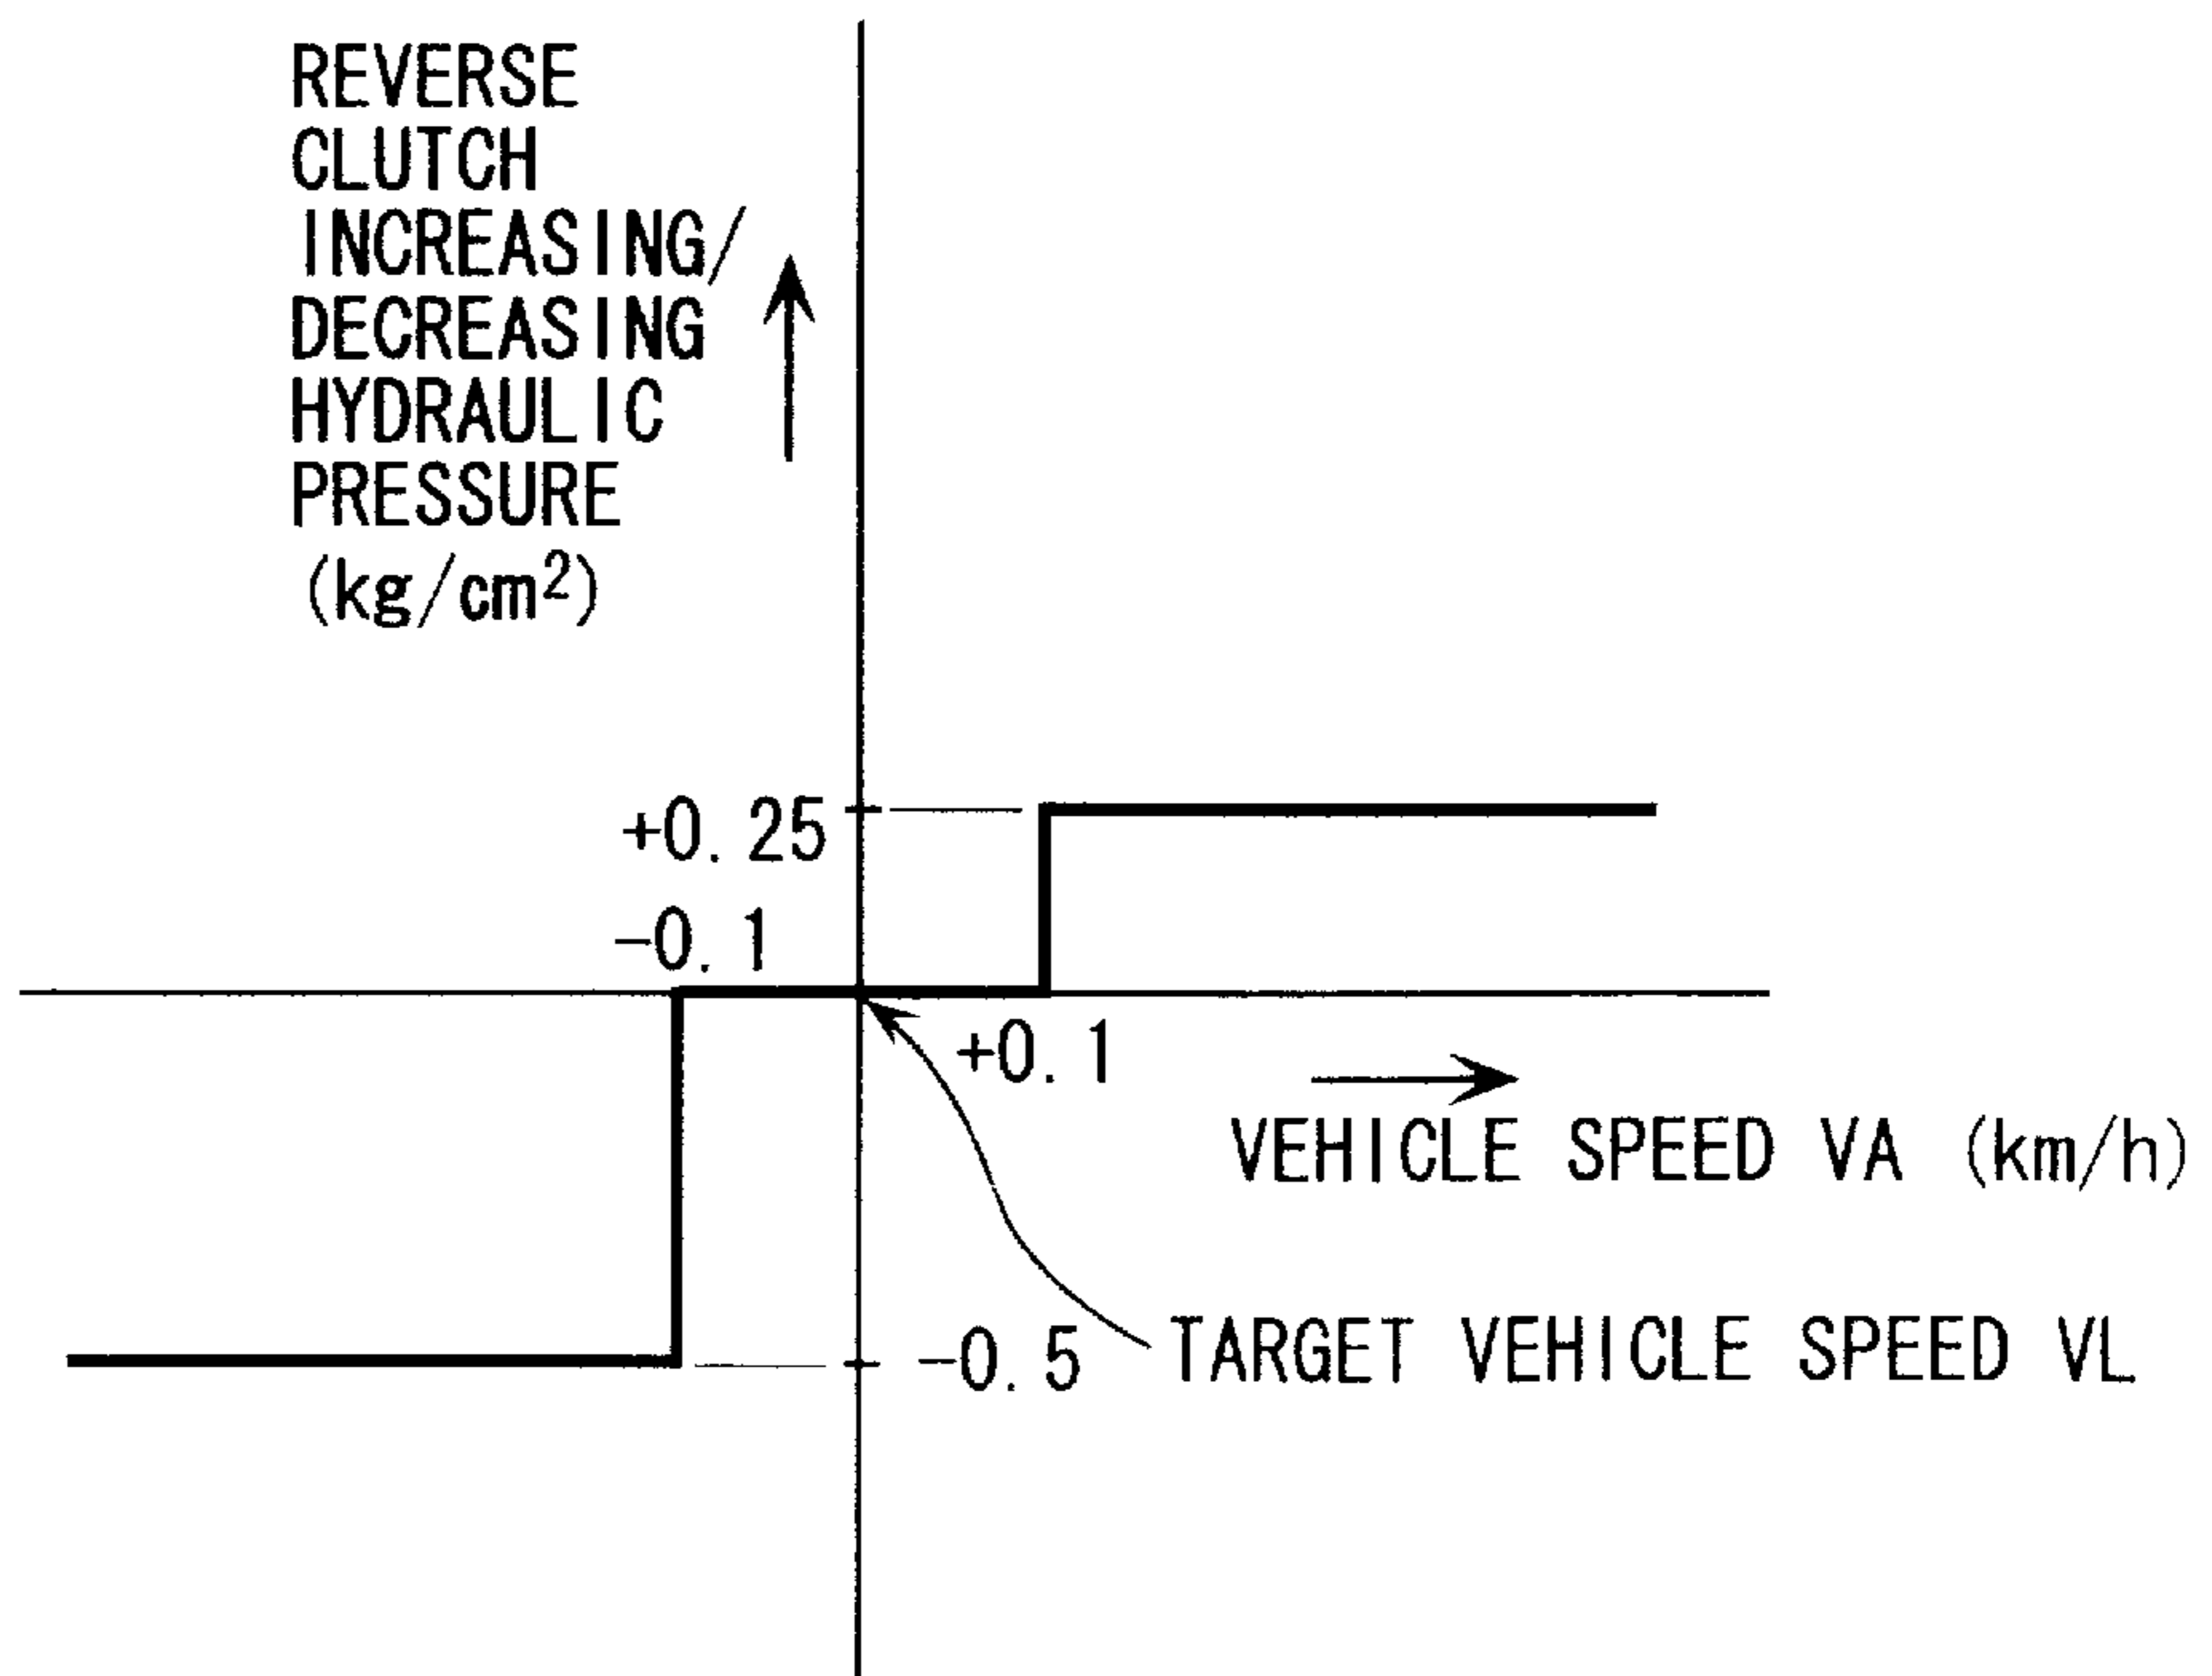 REVERSE
CLUTCH
INCREASING/
DECREASING
HYDRAULIC
PRESSURE
(kg/cm²)
+0.25
-0.1
+0.1
VEHICLE SPEED VA (km/h)
-0.5
TARGET VEHICLE SPEED VL